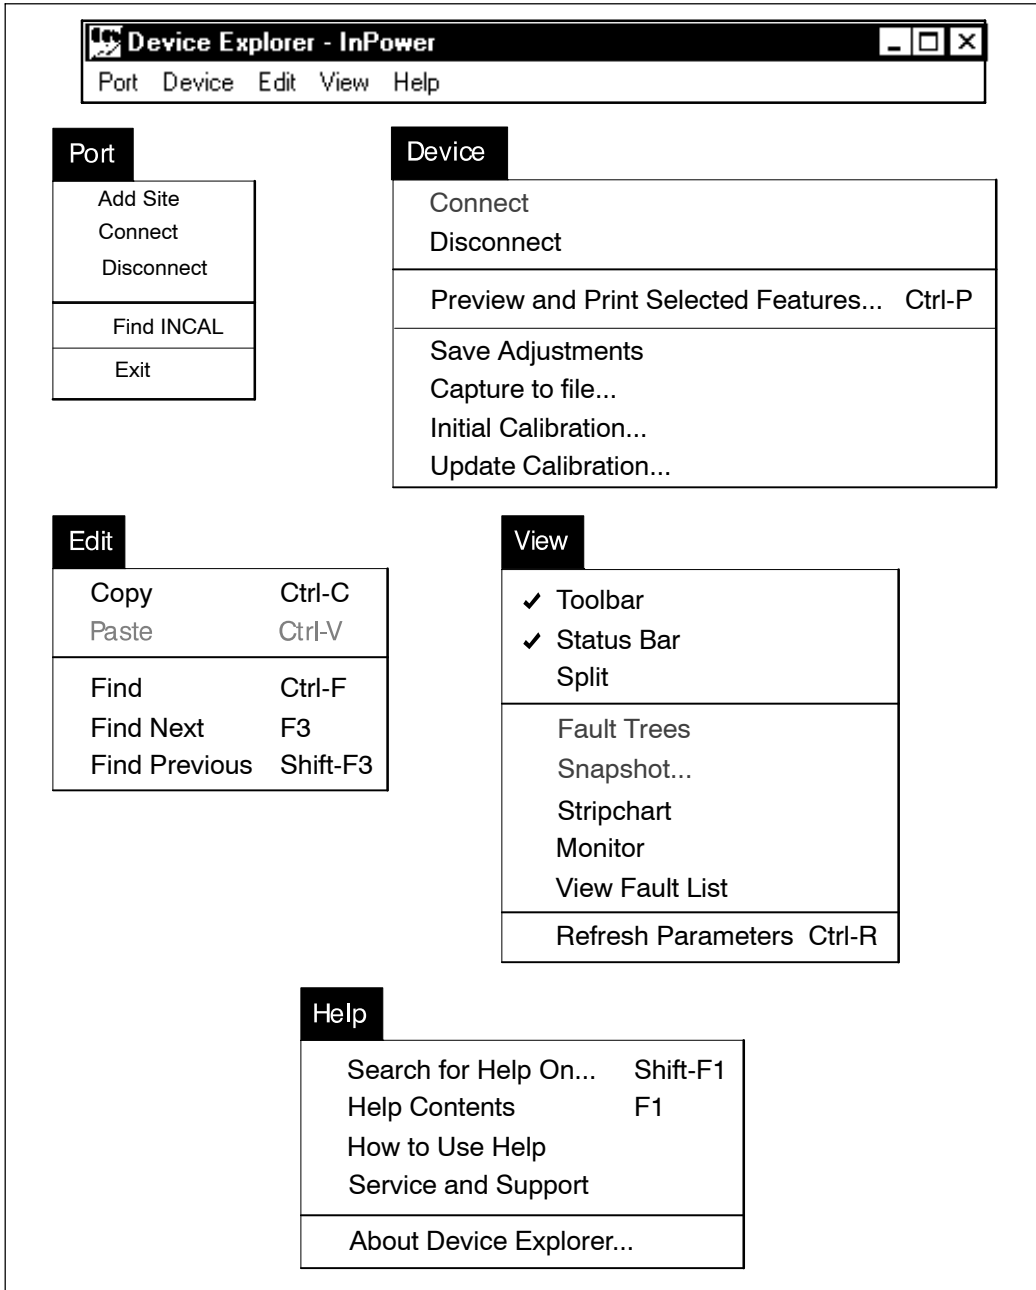 Device Explorer - InPower
Port Device Edit View Help
Port
Add Site
Connect
Disconnect
Find INCAL
Exit
Device
Connect
Disconnect
Preview and Print Selected Features... Ctrl-P
Save Adjustments
Capture to file...
Initial Calibration...
Update Calibration...
Edit
Copy Ctrl-C
Paste Ctrl-V
Find Ctrl-F
Find Next F3
Find Previous Shift-F3
View
Toolbar
Status Bar
Split
Fault Trees
Snapshot...
Stripchart
Monitor
View Fault List
Refresh Parameters Ctrl-R
Help
Search for Help On... Shift-F1
Help Contents F1
How to Use Help
Service and Support
About Device Explorer...